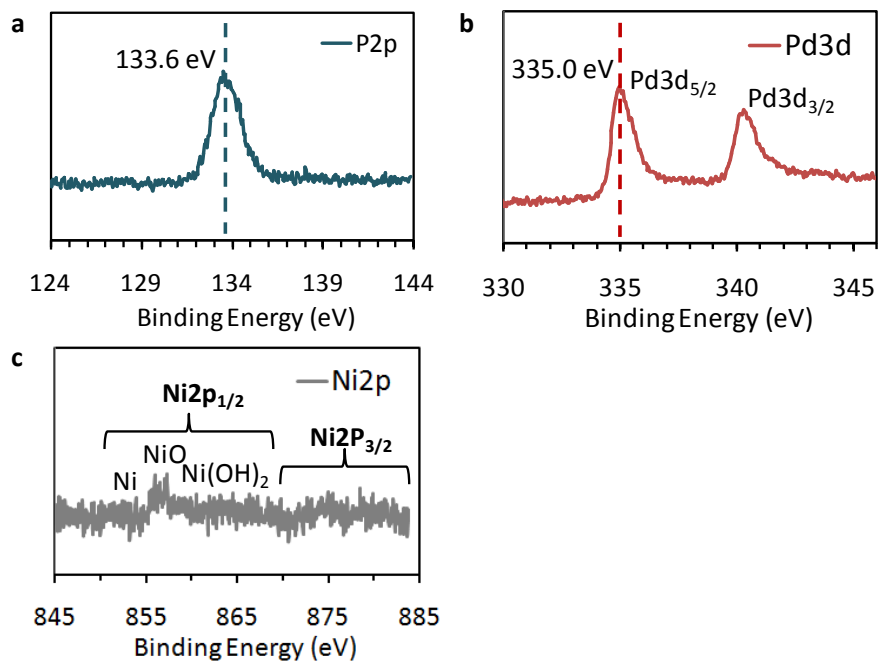 a
P2p
133.6 eV
124 129 134 139 144
Binding Energy (eV)
b
Pd3d
335.0 eV
Pd3d5/2
Pd3d3/2
330 335 340 345
Binding Energy (eV)
c
Ni2p
Ni2p1/2
Ni2P3/2
NiO
Ni
Ni(OH)2
845 855 865 875 885
Binding Energy (eV)